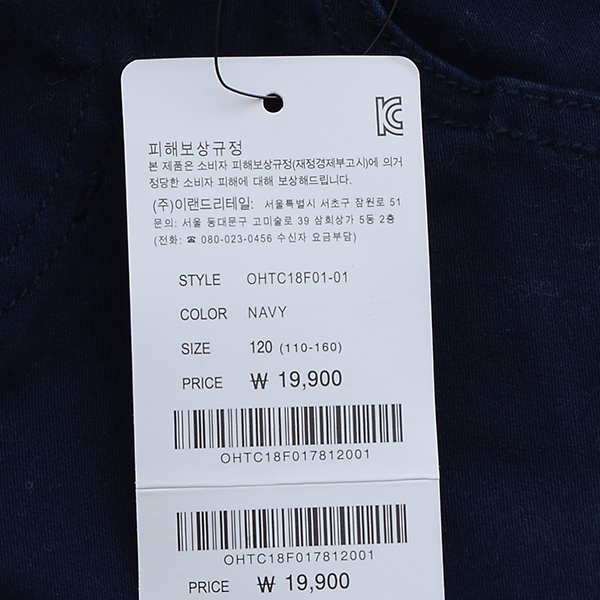 피해보상규정
본 제품은 소비자 피해보상규정(재정경제부고시)에 의거
정당한 소비자 피해에 대해 보상해드립니다.
(주)이랜드리테일: 서울특별시 서초구 잠원로 51
문의: 서울 동대문구 고미술로 39 삼희상가 5동 2층
(전화: ☎ 080-023-0456 수신자 요금부담)
STYLE OHTC18F01-01
COLOR NAVY
SIZE 120 (110-160)
PRICE ₩ 19,900
OHTC18F017812001
OHTC18F017812001
PRICE ₩ 19,900